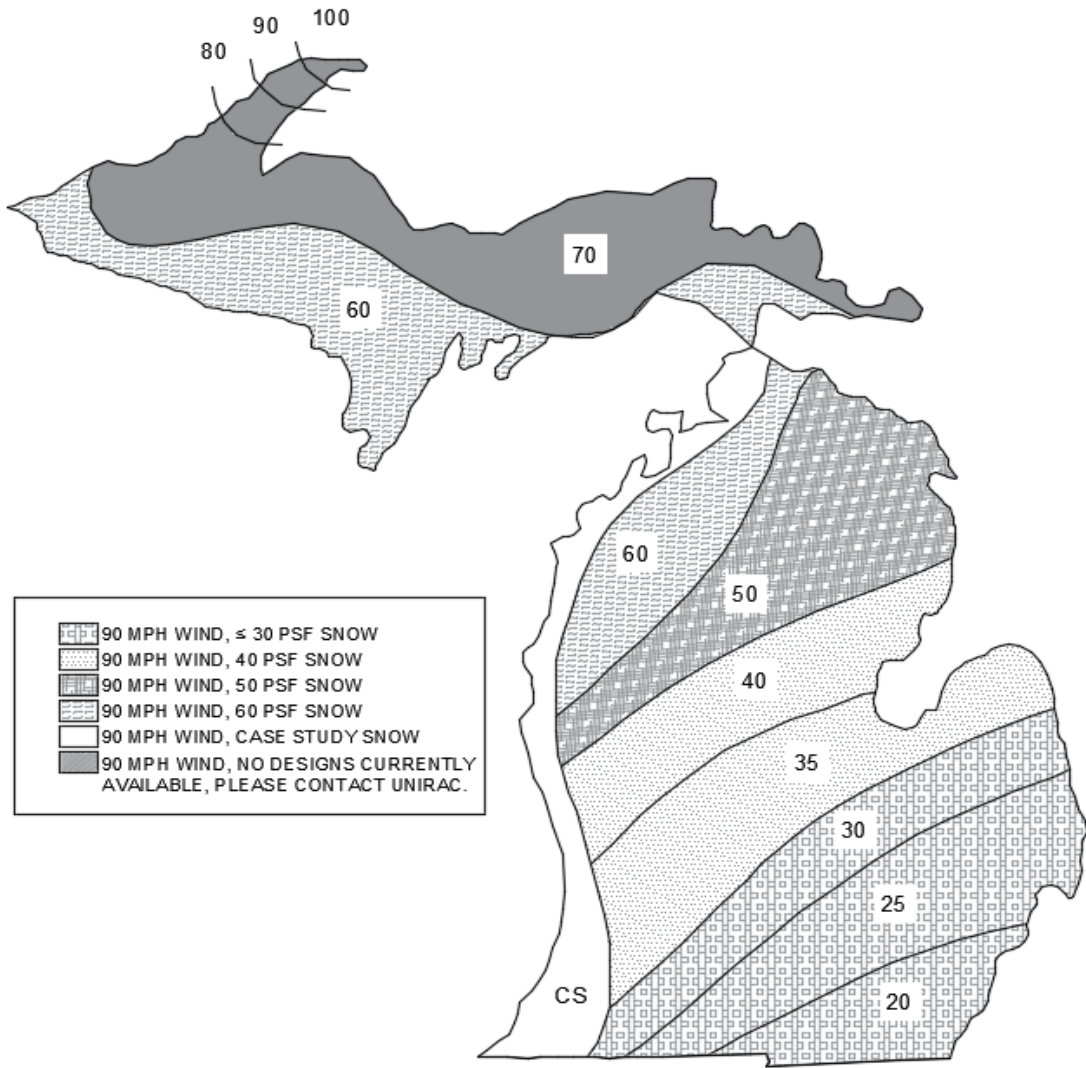 100
90
80
70
60
60
50
90 MPH WIND, ≤ 30 PSF SNOW
90 MPH WIND, 40 PSF SNOW
90 MPH WIND, 50 PSF SNOW
90 MPH WIND, 60 PSF SNOW
90 MPH WIND, CASE STUDY SNOW
90 MPH WIND, NO DESIGNS CURRENTLY
AVAILABLE, PLEASE CONTACT UNIRAC.
40
35
30
25
CS
20